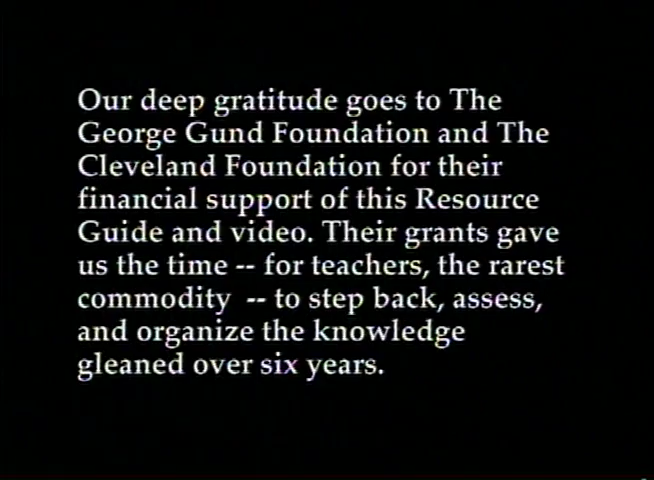 Our deep gratitude goes to The
George Gund Foundation and The
Cleveland Foundation for their
financial support of this Resource
Guide and video. Their grants gave
us the time -- for teachers, the rarest
commodity -- to step back, assess,
and organize the knowledge
gleaned over six years.